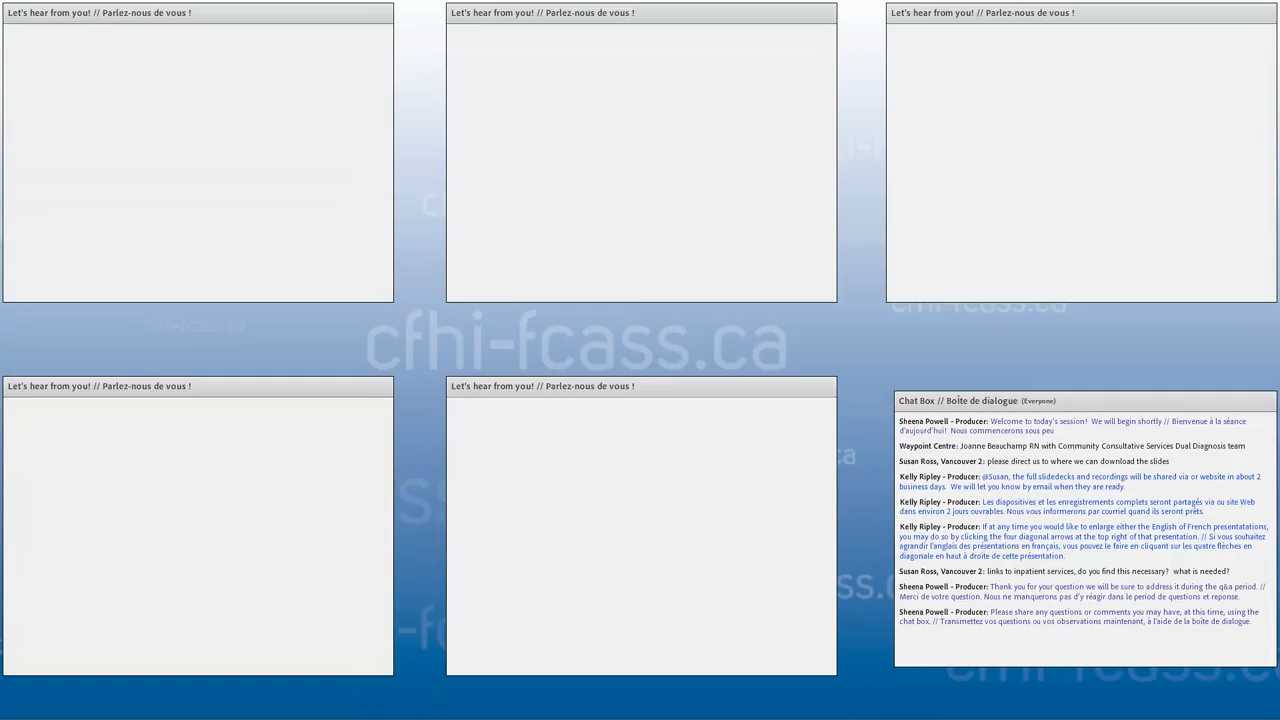 Let's hear from you! // Parlez-nous de vous !
Let's hear from you! // Parlez-nous de vous !
Let's hear from you! // Parlez-nous de vous !
cfhi-fcass.ca
cfhi-fcass.ca
Let's hear from you! // Parlez-nous de vous !
Let's hear from you! // Parlez-nous de vous !
Chat Box // Boîte de dialogue (Everyone)
Sheena Powell - Producer: Welcome to today's session! We will begin shortly // Bienvenue à la séance
d'aujourd'hui! Nous commencerons sous peu
Waypoint Centre: Joanne Beauchamp RN with Community Consultative Services Dual Diagnosis team
Susan Ross, Vancouver 2: please direct us to where we can download the slides
Kelly Ripley - Producer: @Susan, the full slidedecks and recordings will be shared via or website in about 2
business days. We will let you know by email when they are ready.
Kelly Ripley - Producer: Les diapositives et les enregistrements complets seront partagés via ou site Web
dans environ 2 jours ouvrables. Nous vous informerons par courriel quand ils seront prêts.
Kelly Ripley - Producer: If at any time you would like to enlarge either the English of French presentatations,
you may do so by clicking the four diagonal arrows at the top right of that presentation. // Si vous souhaitez
agrandir l'anglais des présentations en français, vous pouvez le faire en cliquant sur les quatre flèches en
diagonale en haut à droite de cette présentation.
Susan Ross, Vancouver 2: links to inpatient services, do you find this necessary? what is needed?
Sheena Powell - Producer: Thank you for your question we will be sure to address it during the q&a period. //
Merci de votre question. Nous ne manquerons pas d'y réagir dans le period de questions et reponse.
Sheena Powell - Producer: Please share any questions or comments you may have, at this time, using the
chat box. // Transmettez vos questions ou vos observations maintenant, à l'aide de la boîte de dialogue.